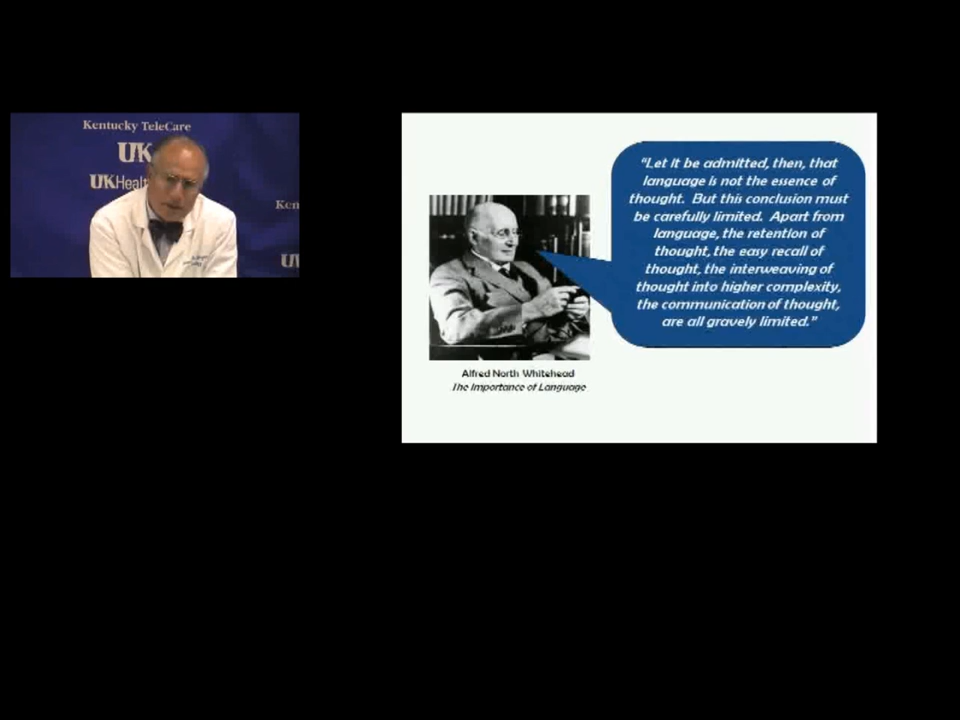 Kentucky TeleCare
UK
UKHealth
Ken
UK
"Let it be admitted, then, that
language is not the essence of
thought. But this conclusion must
be carefully limited. Apart from
language, the retention of
thought, the easy recall of
thought, the interweaving of
thought into higher complexity,
the communication of thought,
are all gravely limited."
Alfred North Whitehead
The Importance of Language